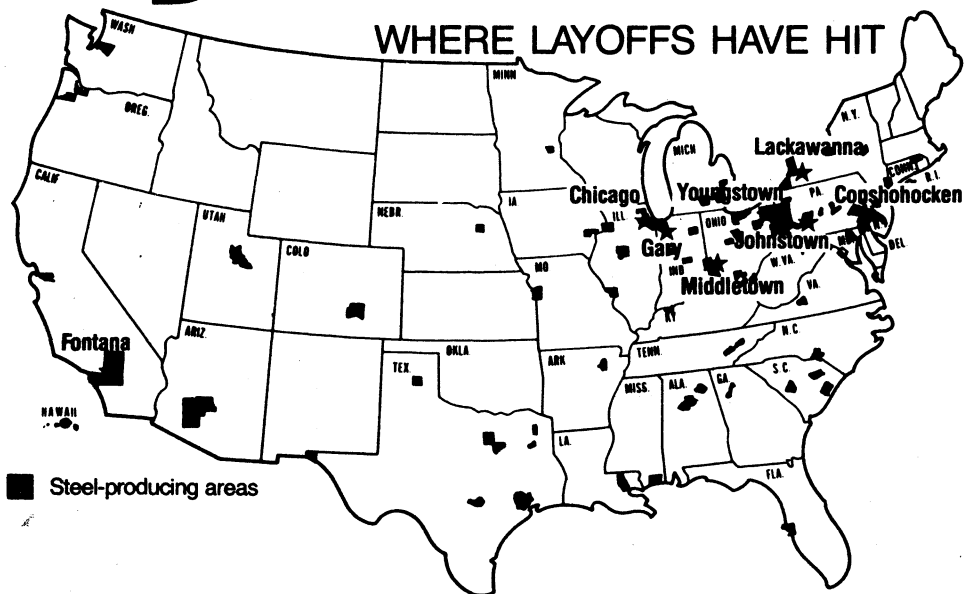 WHERE LAYOFFS HAVE HIT
WASH
MINN
OREG.
N.Y.
MICH
Lackawanna
CONN
R.I.
CALIF
Chicago
Youngstown
PA.
Conshohocken
UTAH
NEBR.
IA
ILL.
OHIO
COLO
Gary
Johnstown
DEL
MO
IND
W.VA.
Middletown
VA.
KY
Fontana
ARIZ.
N.C.
OKLA.
TENN.
TEX.
ARK
S.C.
MISS.
ALA.
GA.
HAWAII
LA.
FLA.
Steel-producing areas